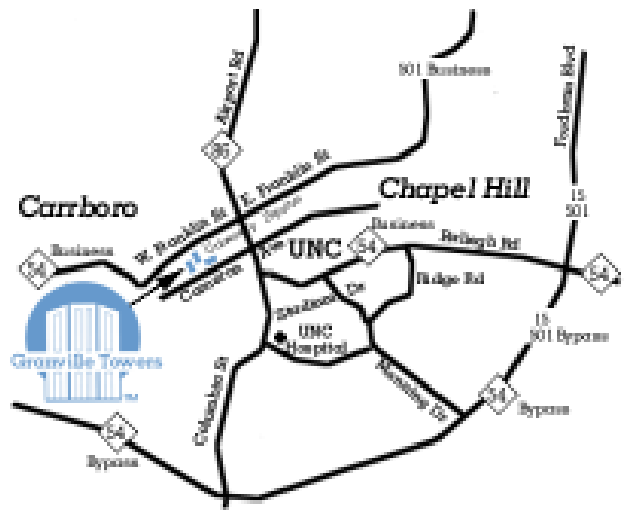 501 Business
Airport Rd
Fordham Blvd
86
E. Franklin St
W. Franklin St
Chapel Hill
Carrboro
15
501
Business
54
Business
54
Raleigh Rd
UNC
54
Cameron Ave
Ridge Rd
UNC
Hospital
15
501 Bypass
Granville Towers
TM
Manning Dr
Columbia St
54
Bypass
54
Bypass